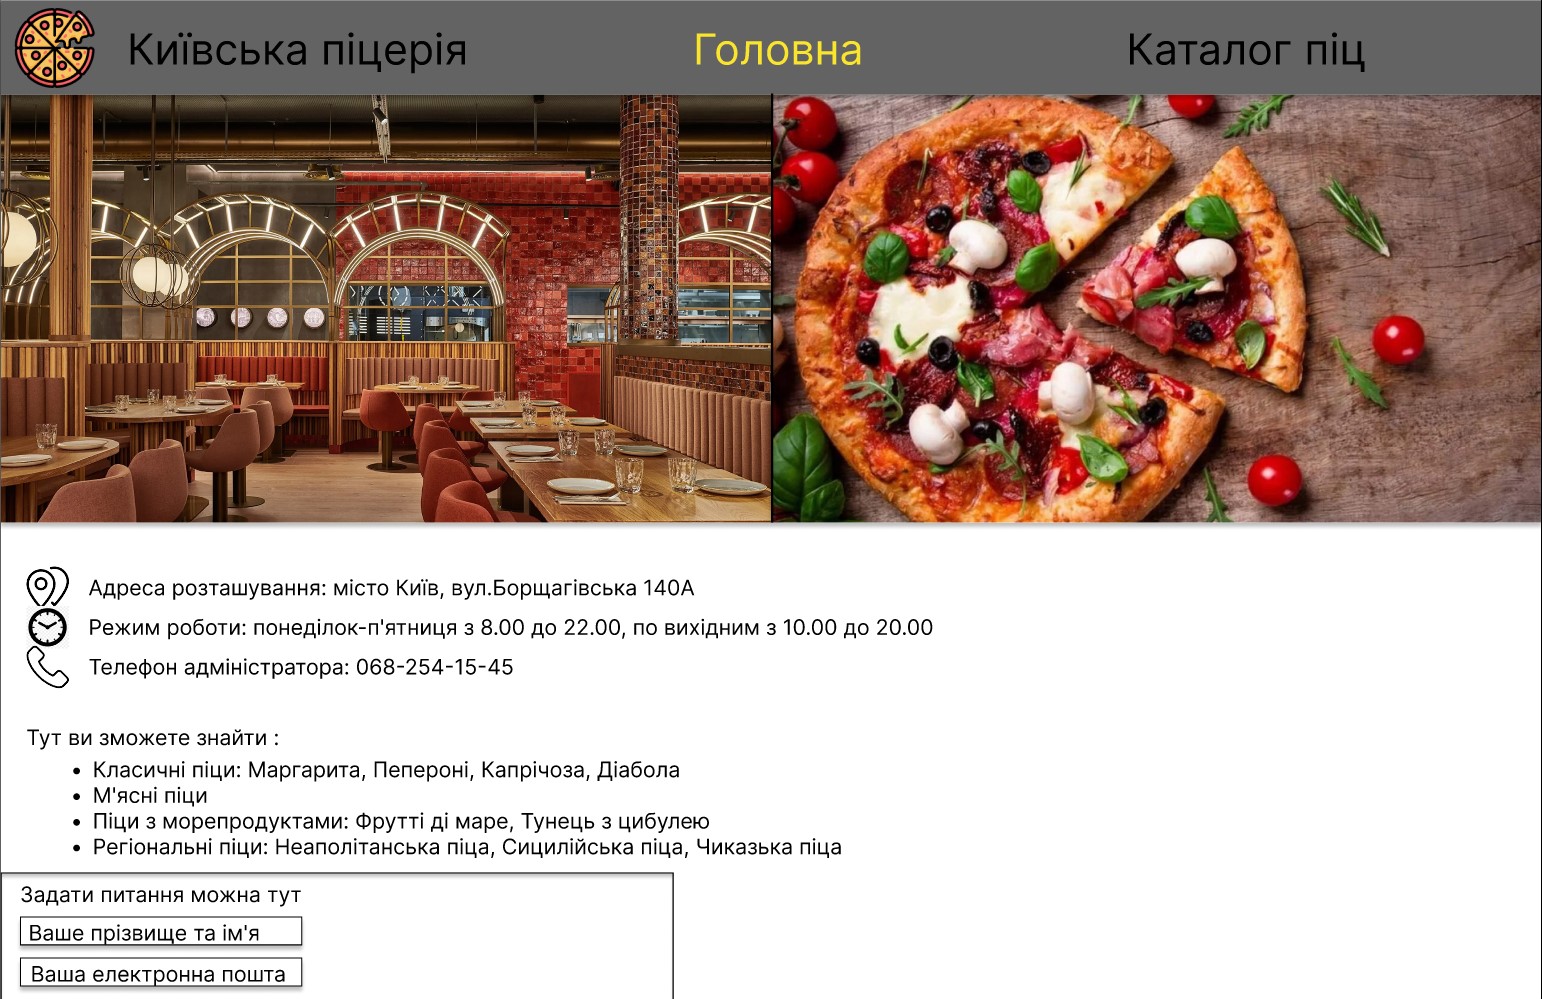 Київська піцерія Головна Каталог піц
Адреса розташування: місто Київ, вул.Борщагівська 140А
Режим роботи: понеділок-п'ятниця з 8.00 до 22.00, по вихідним з 10.00 до 20.00
Телефон адміністратора: 068-254-15-45
Тут ви зможете знайти :
• Класичні піци: Маргарита, Пепероні, Капрічоза, Діабола
• М'ясні піци
• Піци з морепродуктами: Фрутті ді маре, Тунець з цибулею
• Регіональні піци: Неаполітанська піца, Сицилійська піца, Чиказька піца
Задати питання можна тут
Ваше прізвище та ім'я
Ваша електронна пошта